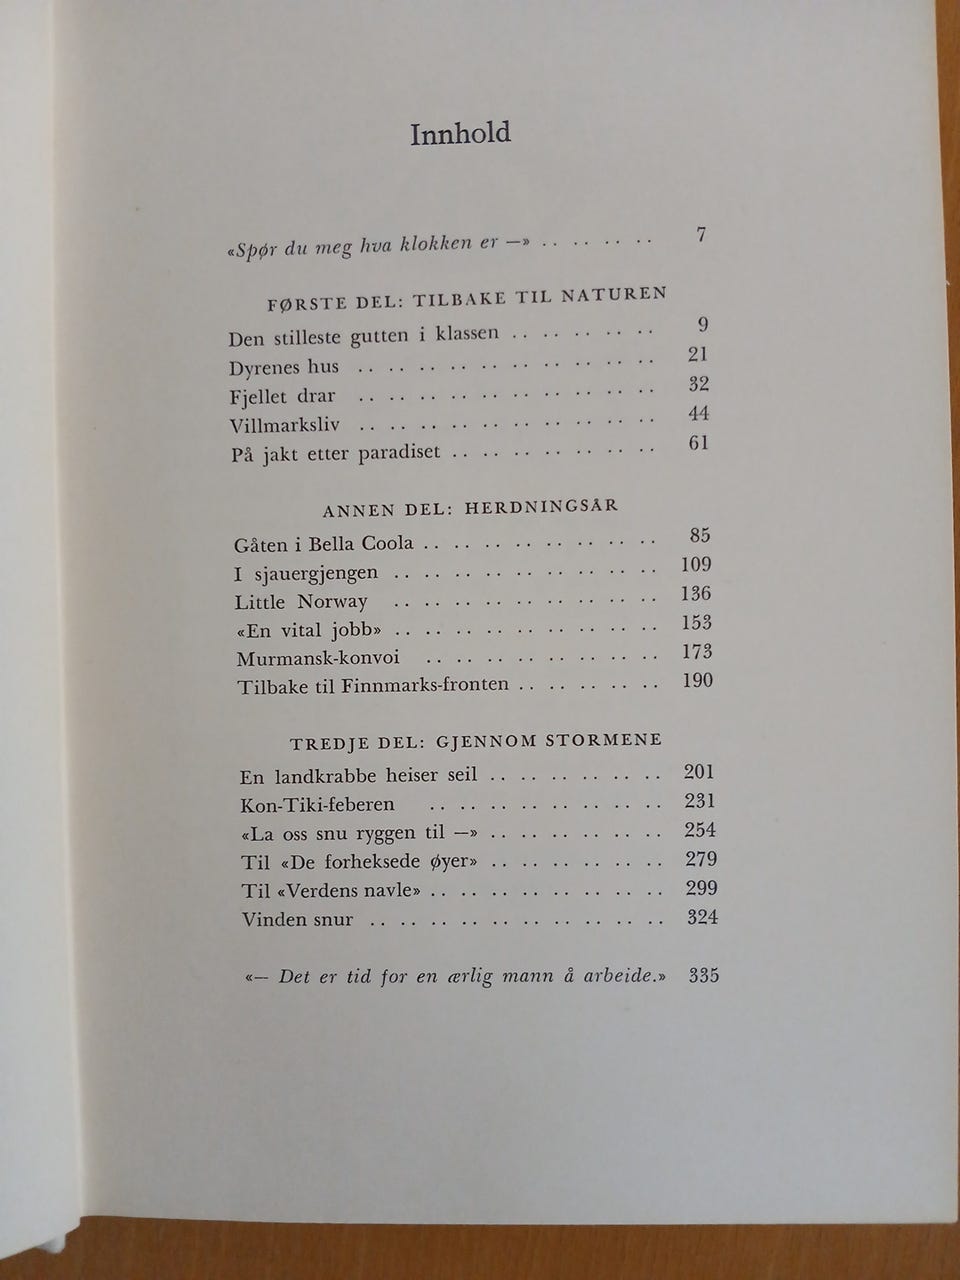 Innhold
«Spør du meg hva klokken er —» . . . . . . . . 7
FØRSTE DEL: TILBAKE TIL NATUREN
Den stilleste gutten i klassen . . . . . . . . . . 9
Dyrenes hus . . . . . . . . . . . . . . . . . . . . 21
Fjellet drar . . . . . . . . . . . . . . . . . . . . 32
Villmarksliv . . . . . . . . . . . . . . . . . . . . 44
På jakt etter paradiset . . . . . . . . . . . . . . 61
ANNEN DEL: HERDNINGSÅR
Gåten i Bella Coola . . . . . . . . . . . . . . . . 85
I sjauergjengen . . . . . . . . . . . . . . . . . . 109
Little Norway . . . . . . . . . . . . . . . . . . 136
«En vital jobb» . . . . . . . . . . . . . . . . . . 153
Murmansk-konvoi . . . . . . . . . . . . . . . . 173
Tilbake til Finnmarks-fronten . . . . . . . . . . 190
TREDJE DEL: GJENNOM STORMENE
En landkrabbe heiser seil . . . . . . . . . . . . 201
Kon-Tiki-feberen . . . . . . . . . . . . . . . . 231
«La oss snu ryggen til —» . . . . . . . . . . . . 254
Til «De forheksede øyer» . . . . . . . . . . . . 279
Til «Verdens navle» . . . . . . . . . . . . . . . . 299
Vinden snur . . . . . . . . . . . . . . . . . . . . 324
«— Det er tid for en ærlig mann å arbeide.» 335